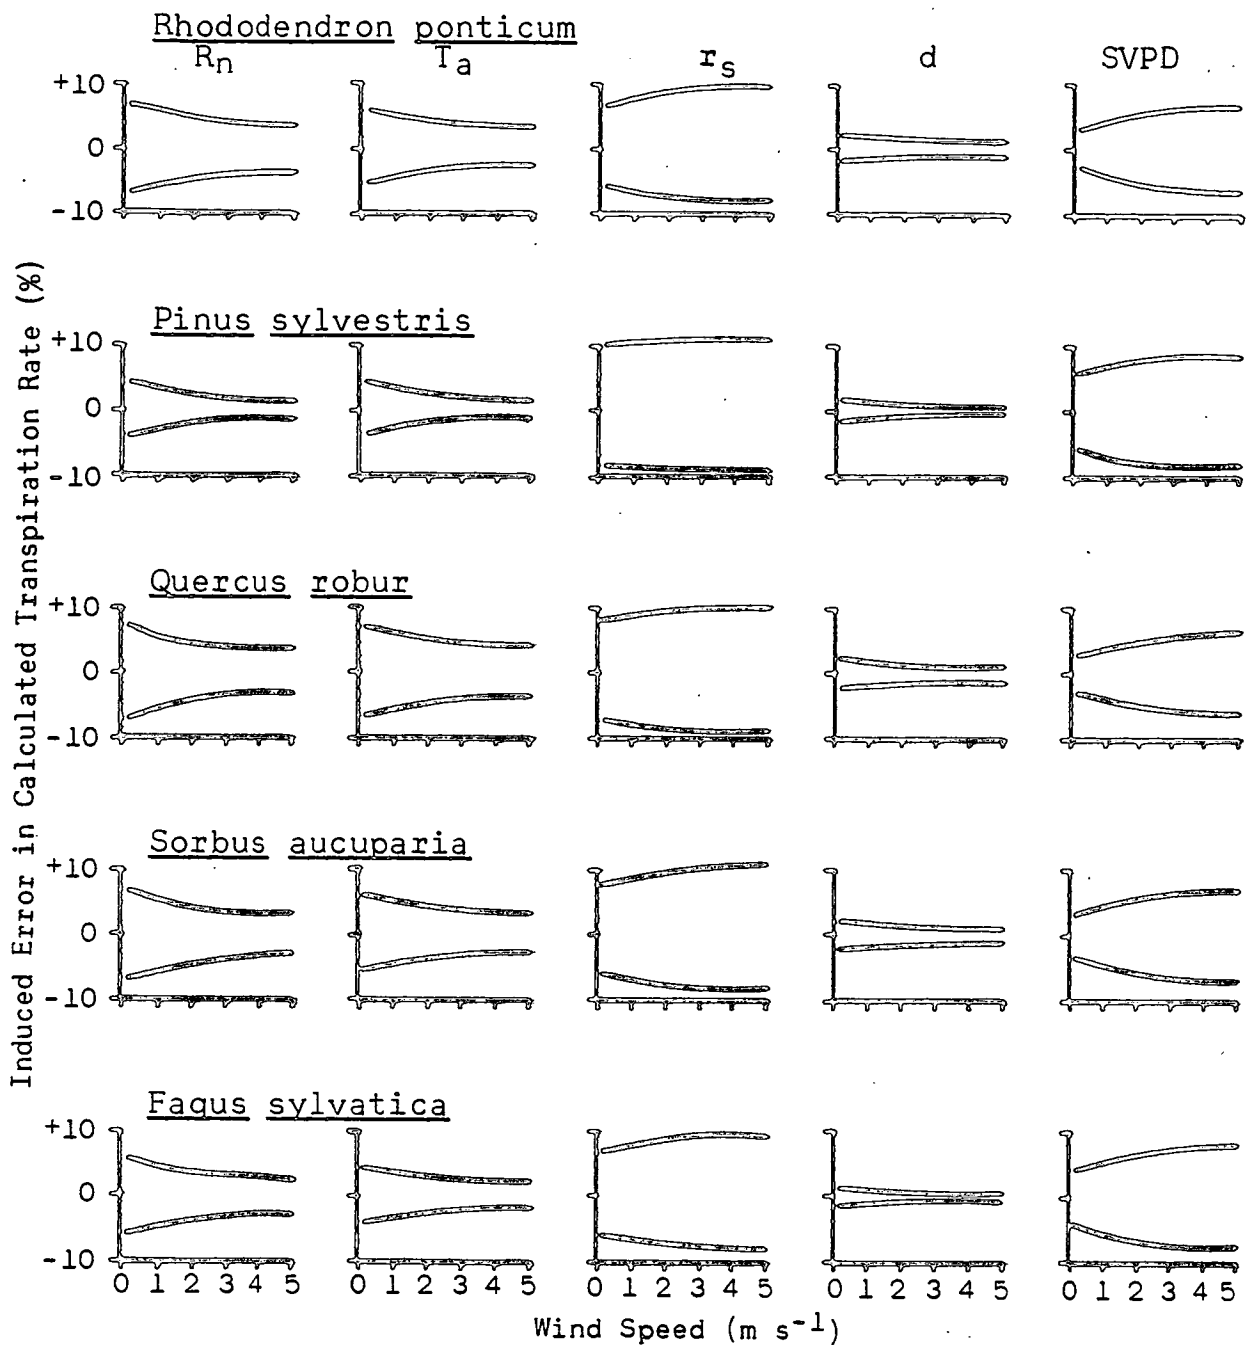 Rhododendron ponticum
Rn Ta rs d SVPD
+10
0
-10
Pinus sylvestris
+10
0
-10
Quercus robur
+10
0
-10
Sorbus aucuparia
+10
0
-10
Fagus sylvatica
+10
0
-10
0 1 2 3 4 5 0 1 2 3 4 5 0 1 2 3 4 5 0 1 2 3 4 5 0 1 2 3 4 5
Wind Speed (m s-1)
Induced Error in Calculated Transpiration Rate (%)